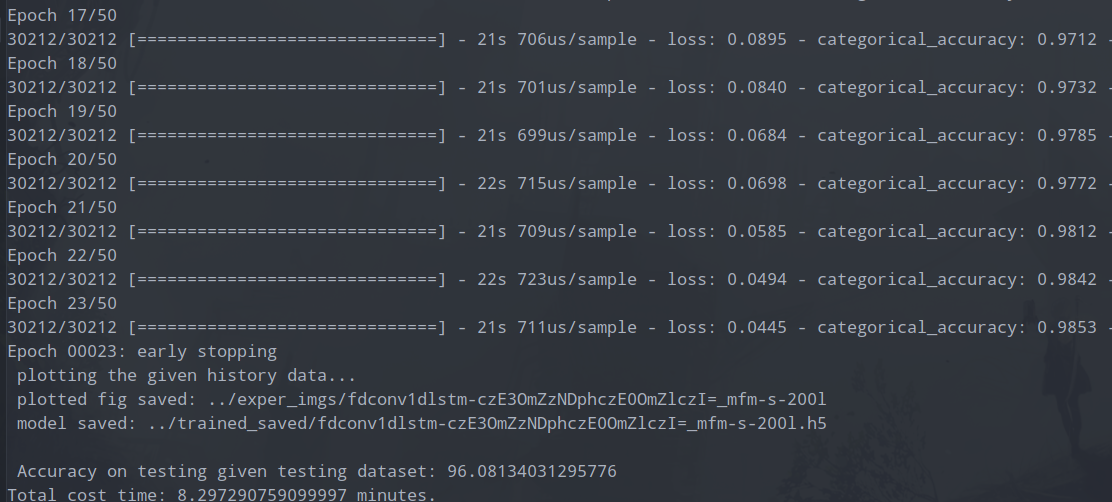 Epoch 17/50
30212/30212 [==============================] - 21s 706us/sample - loss: 0.0895 - categorical_accuracy: 0.9712 -
Epoch 18/50
30212/30212 [==============================] - 21s 701us/sample - loss: 0.0840 - categorical_accuracy: 0.9732 -
Epoch 19/50
30212/30212 [==============================] - 21s 699us/sample - loss: 0.0684 - categorical_accuracy: 0.9785 -
Epoch 20/50
30212/30212 [==============================] - 22s 715us/sample - loss: 0.0698 - categorical_accuracy: 0.9772 -
Epoch 21/50
30212/30212 [==============================] - 21s 709us/sample - loss: 0.0585 - categorical_accuracy: 0.9812 -
Epoch 22/50
30212/30212 [==============================] - 22s 723us/sample - loss: 0.0494 - categorical_accuracy: 0.9842 -
Epoch 23/50
30212/30212 [==============================] - 21s 711us/sample - loss: 0.0445 - categorical_accuracy: 0.9853 -
Epoch 00023: early stopping
plotting the given history data...
plotted fig saved: ../exper_imgs/fdconv1dlstm-czE3OmZzNDphczE0OmZlczI=_mfm-s-200l
model saved: ../trained_saved/fdconv1dlstm-czE3OmZzNDphczE0OmZlczI=_mfm-s-200l.h5
Accuracy on testing given testing dataset: 96.08134031295776
Total cost time: 8.297290759099997 minutes.